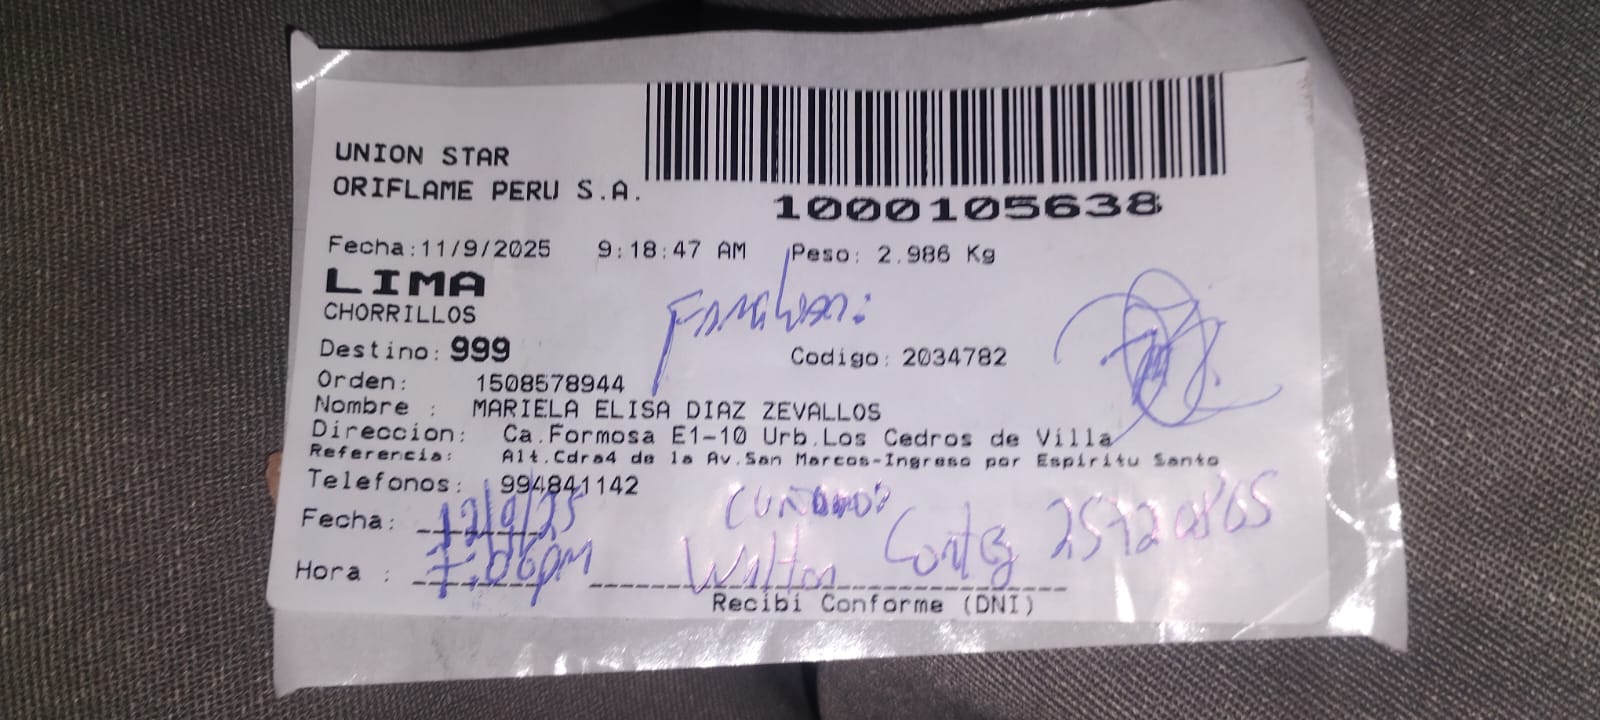 UNION STAR
ORIFLAME PERU S.A.
1000105638
Fecha:11/9/2025 9:18:47 AM Peso: 2.986 Kg
LIMA
CHORRILLOS
Familiar:
Destino: 999 Codigo: 2034782
Orden: 1508578944
Nombre : MARIELA ELISA DIAZ ZEVALLOS
Direccion: Ca.Formosa E1-10 Urb.Los Cedros de Villa
Referencia: Alt.Cdra4 de la Av.San Marcos-Ingreso por Espiritu Santo
Telefonos: 994841142
Fecha: 12/9/25 CUÑADO?
Hora : 7:06pm Wilton
Recibi Conforme (DNI)